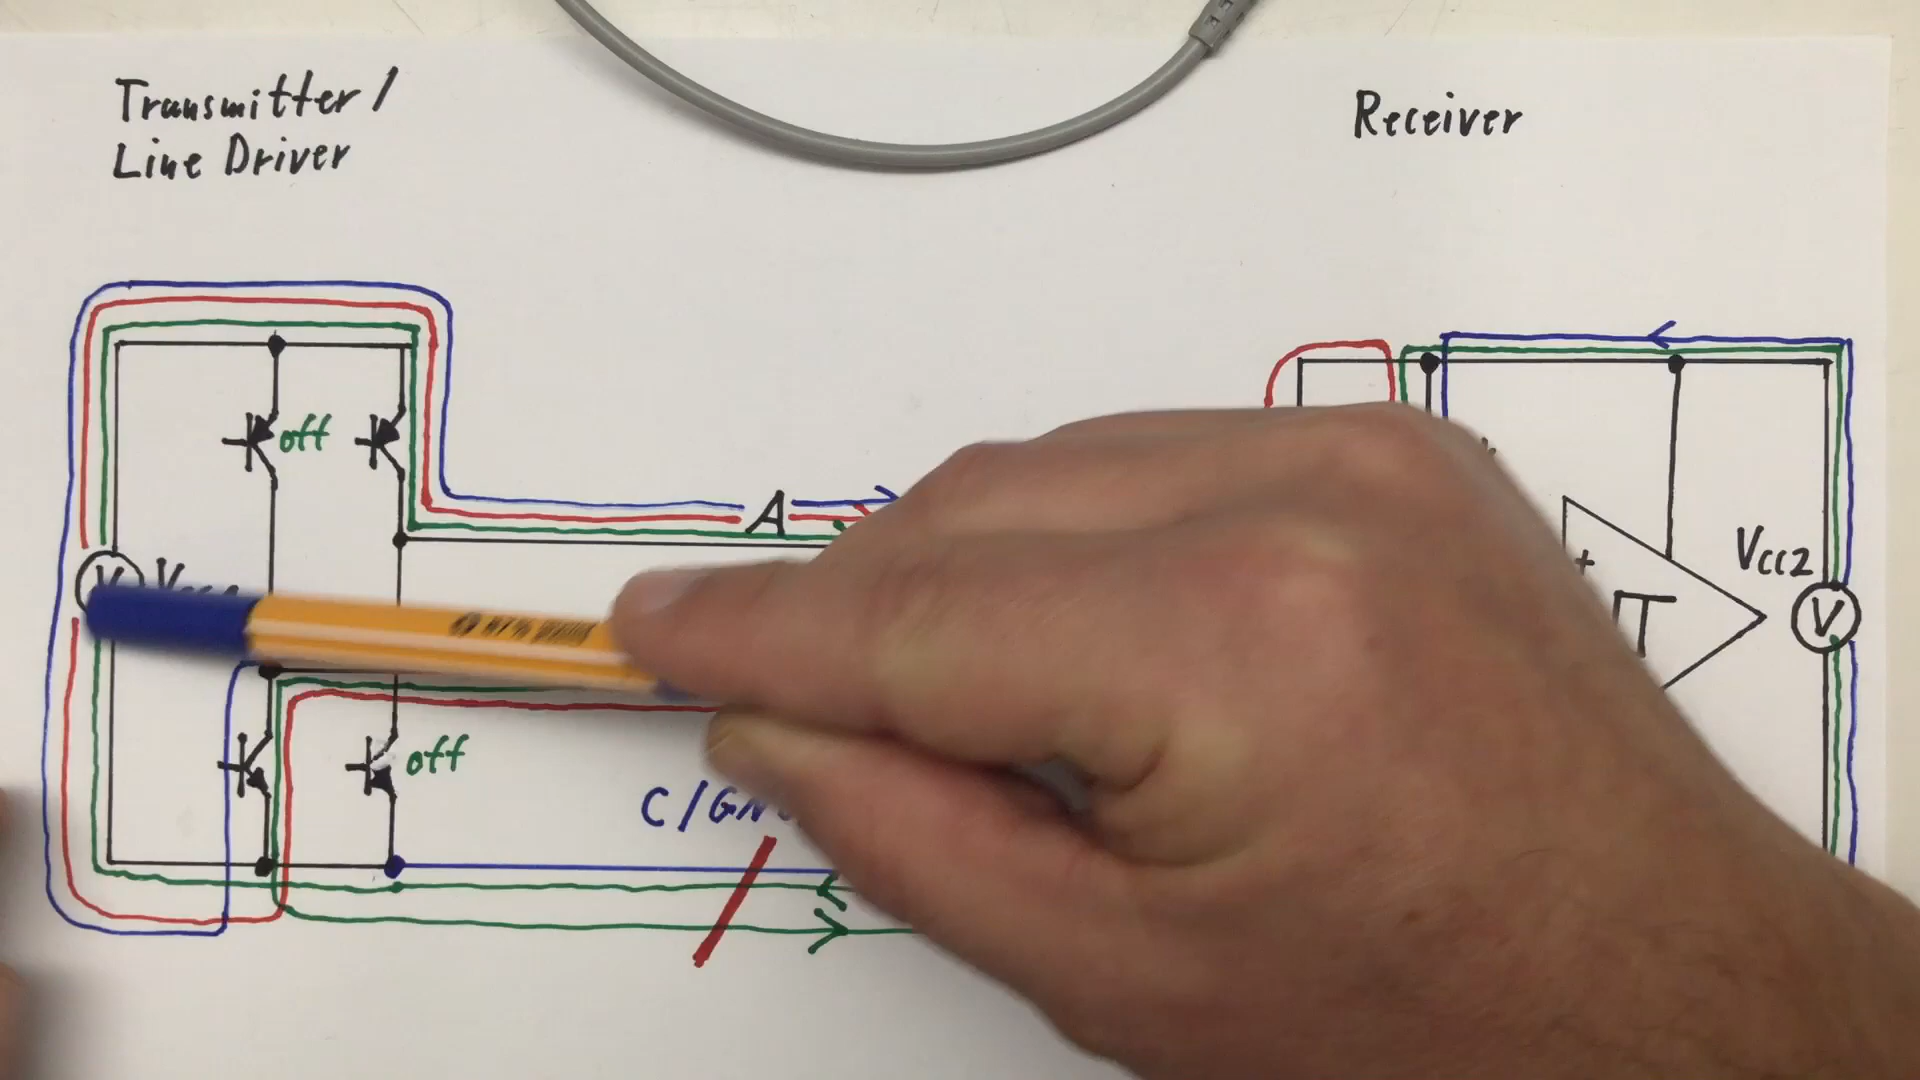 Transmitter /
Line Driver
Receiver
off
A
+
Vcc2
V
off
C/GN